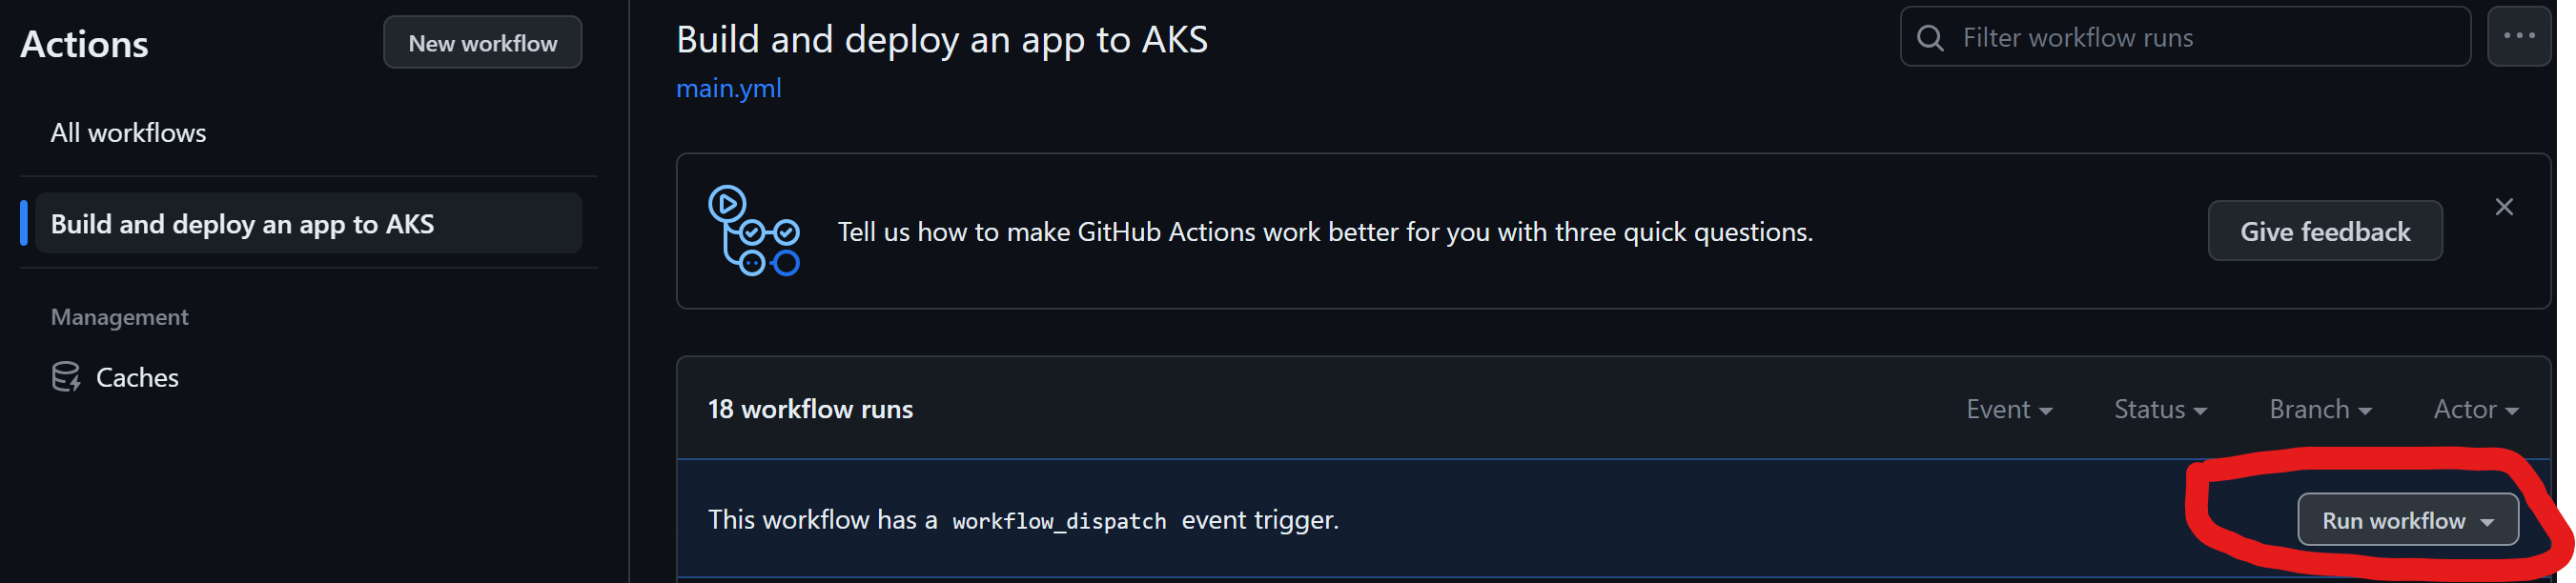 Actions
New workflow
All workflows
Build and deploy an app to AKS
Management
Caches
Build and deploy an app to AKS
main.yml
Filter workflow runs
Tell us how to make GitHub Actions work better for you with three quick questions.
Give feedback
18 workflow runs
Event
Status
Branch
Actor
This workflow has a workflow_dispatch event trigger.
Run workflow